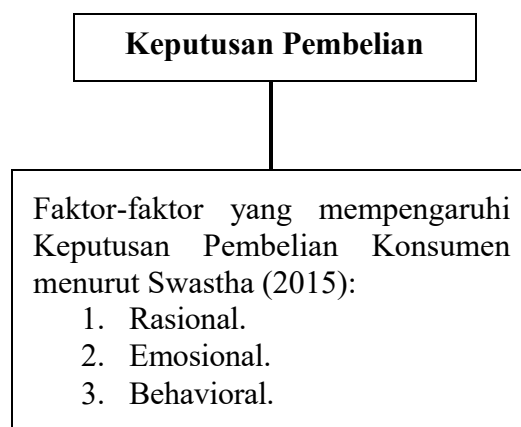 Keputusan Pembelian
Faktor-faktor yang mempengaruhi
Keputusan Pembelian Konsumen
menurut Swastha (2015):
1. Rasional.
2. Emosional.
3. Behavioral.